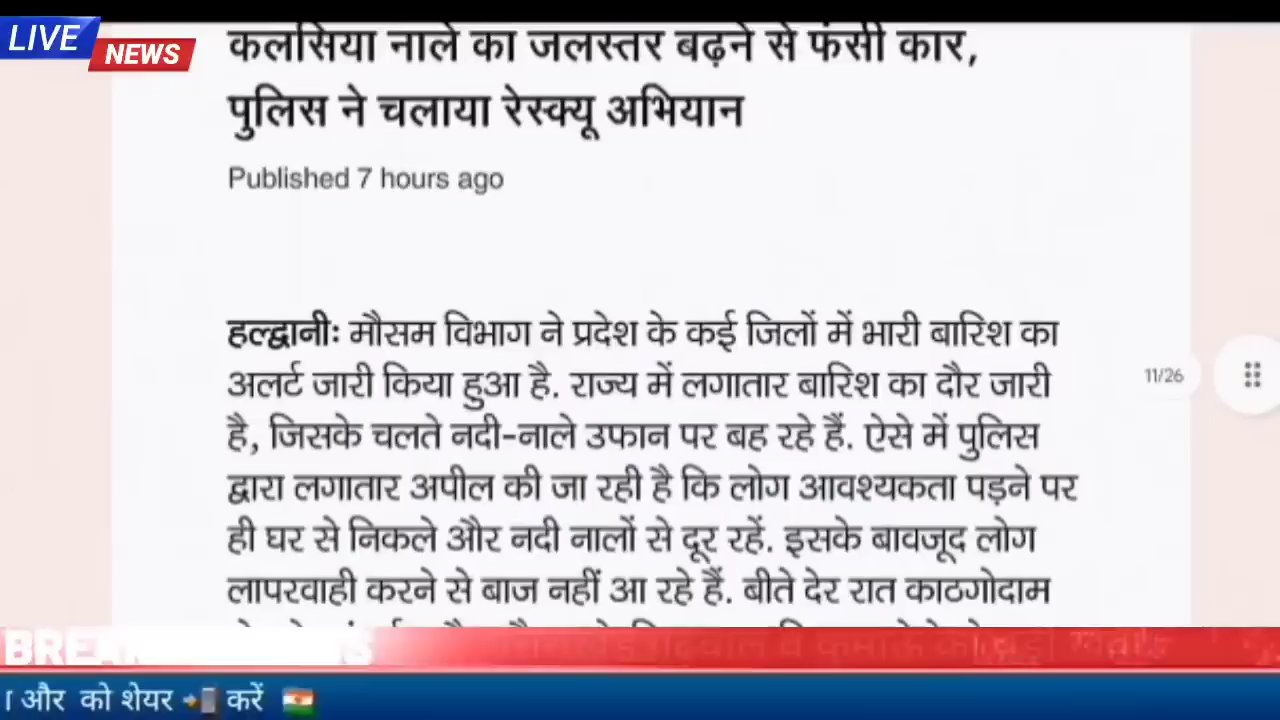 LIVE
NEWS
कलसिया नाले का जलस्तर बढ़ने से फंसी कार,
पुलिस ने चलाया रेस्क्यू अभियान
Published 7 hours ago
हल्द्वानीः मौसम विभाग ने प्रदेश के कई जिलों में भारी बारिश का
अलर्ट जारी किया हुआ है. राज्य में लगातार बारिश का दौर जारी
है, जिसके चलते नदी-नाले उफान पर बह रहे हैं. ऐसे में पुलिस
द्वारा लगातार अपील की जा रही है कि लोग आवश्यकता पड़ने पर
ही घर से निकले और नदी नालों से दूर रहें. इसके बावजूद लोग
लापरवाही करने से बाज नहीं आ रहे हैं. बीते देर रात काठगोदाम
11/26
और को शेयर करें